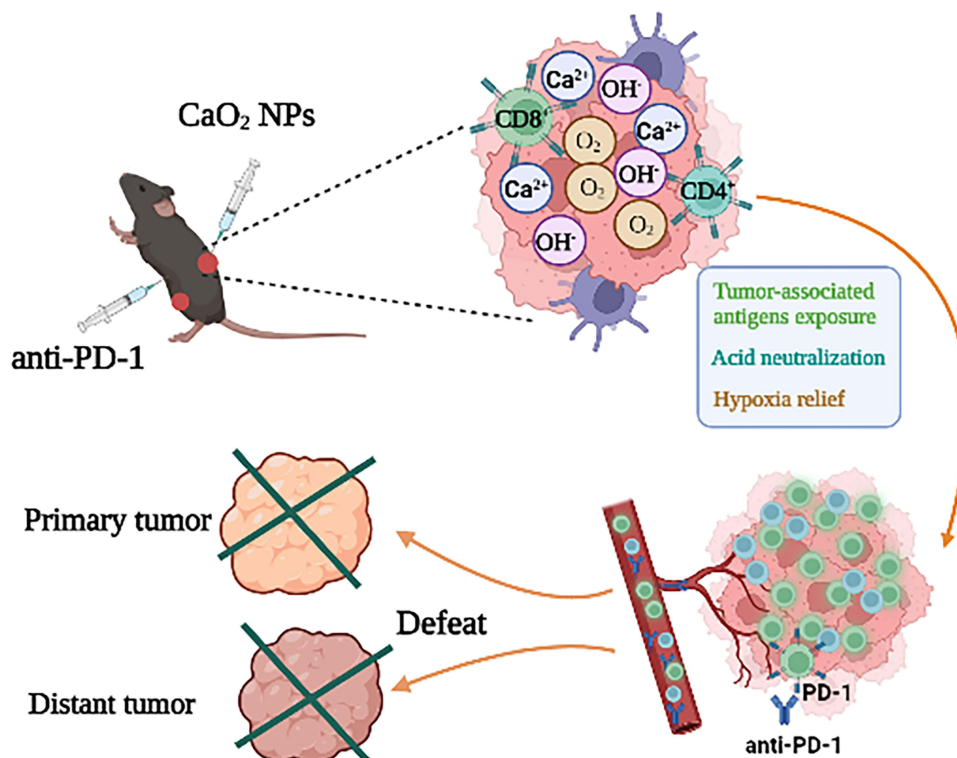 CaO₂ NPs
anti-PD-1
Ca²⁺
OH⁻
CD8⁺
O₂
Ca²⁺
Ca²⁺
O₂
OH⁻
CD4⁺
O₂
OH⁻
Tumor-associated
antigens exposure
Acid neutralization
Hypoxia relief
Primary tumor
Defeat
Distant tumor
PD-1
anti-PD-1